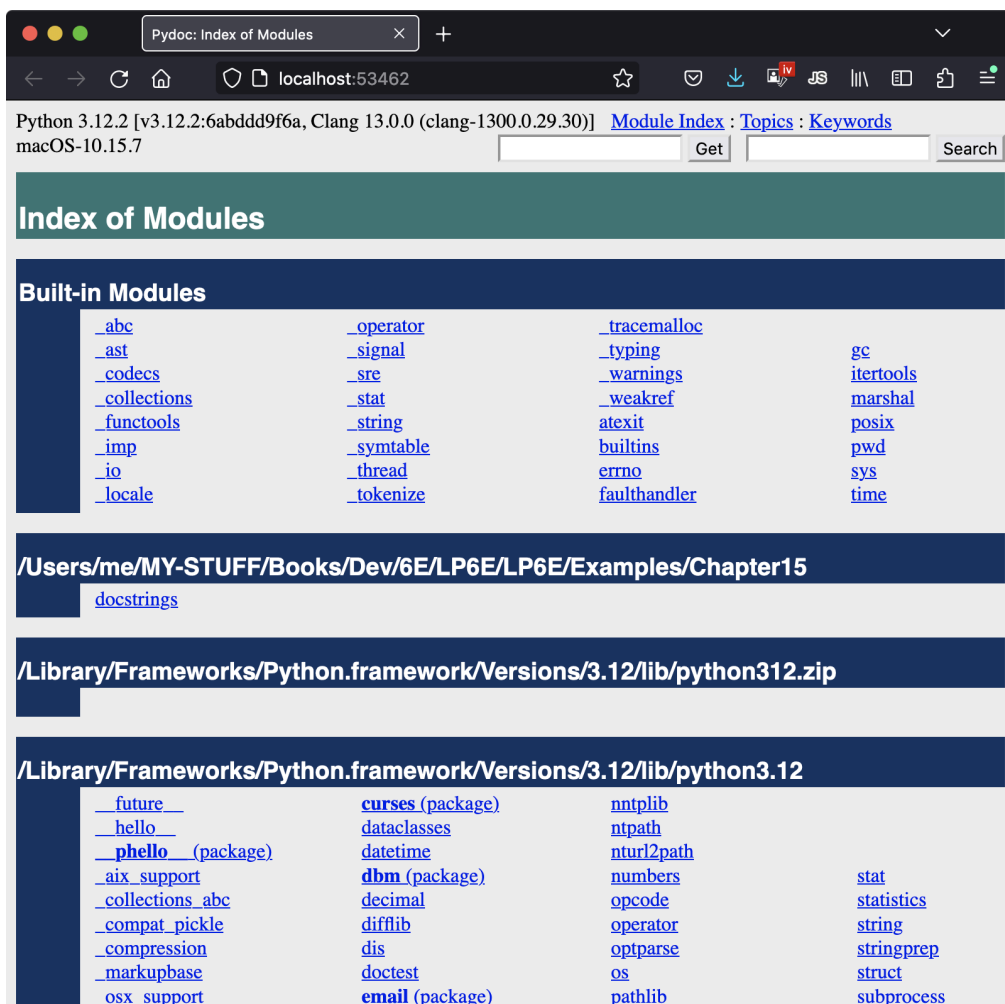 Pydoc: Index of Modules
localhost:53462
iv
JS
Python 3.12.2 [v3.12.2:6abddd9f6a, Clang 13.0.0 (clang-1300.0.29.30)] Module Index : Topics : Keywords
macOS-10.15.7 Get Search
Index of Modules
Built-in Modules
_abc _operator _tracemalloc
_ast _signal _typing gc
_codecs _sre _warnings itertools
_collections _stat _weakref marshal
_functools _string atexit posix
_imp _symtable builtins pwd
_io _thread errno sys
_locale _tokenize faulthandler time
/Users/me/MY-STUFF/Books/Dev/6E/LP6E/LP6E/Examples/Chapter15
docstrings
/Library/Frameworks/Python.framework/Versions/3.12/lib/python312.zip
/Library/Frameworks/Python.framework/Versions/3.12/lib/python3.12
__future__ curses (package) nntplib
__hello__ dataclasses ntpath
__phello__ (package) datetime nturl2path
_aix_support dbm (package) numbers stat
_collections_abc decimal opcode statistics
_compat_pickle difflib operator string
_compression dis optparse stringprep
_markupbase doctest os struct
_osx_support email (package) pathlib subprocess